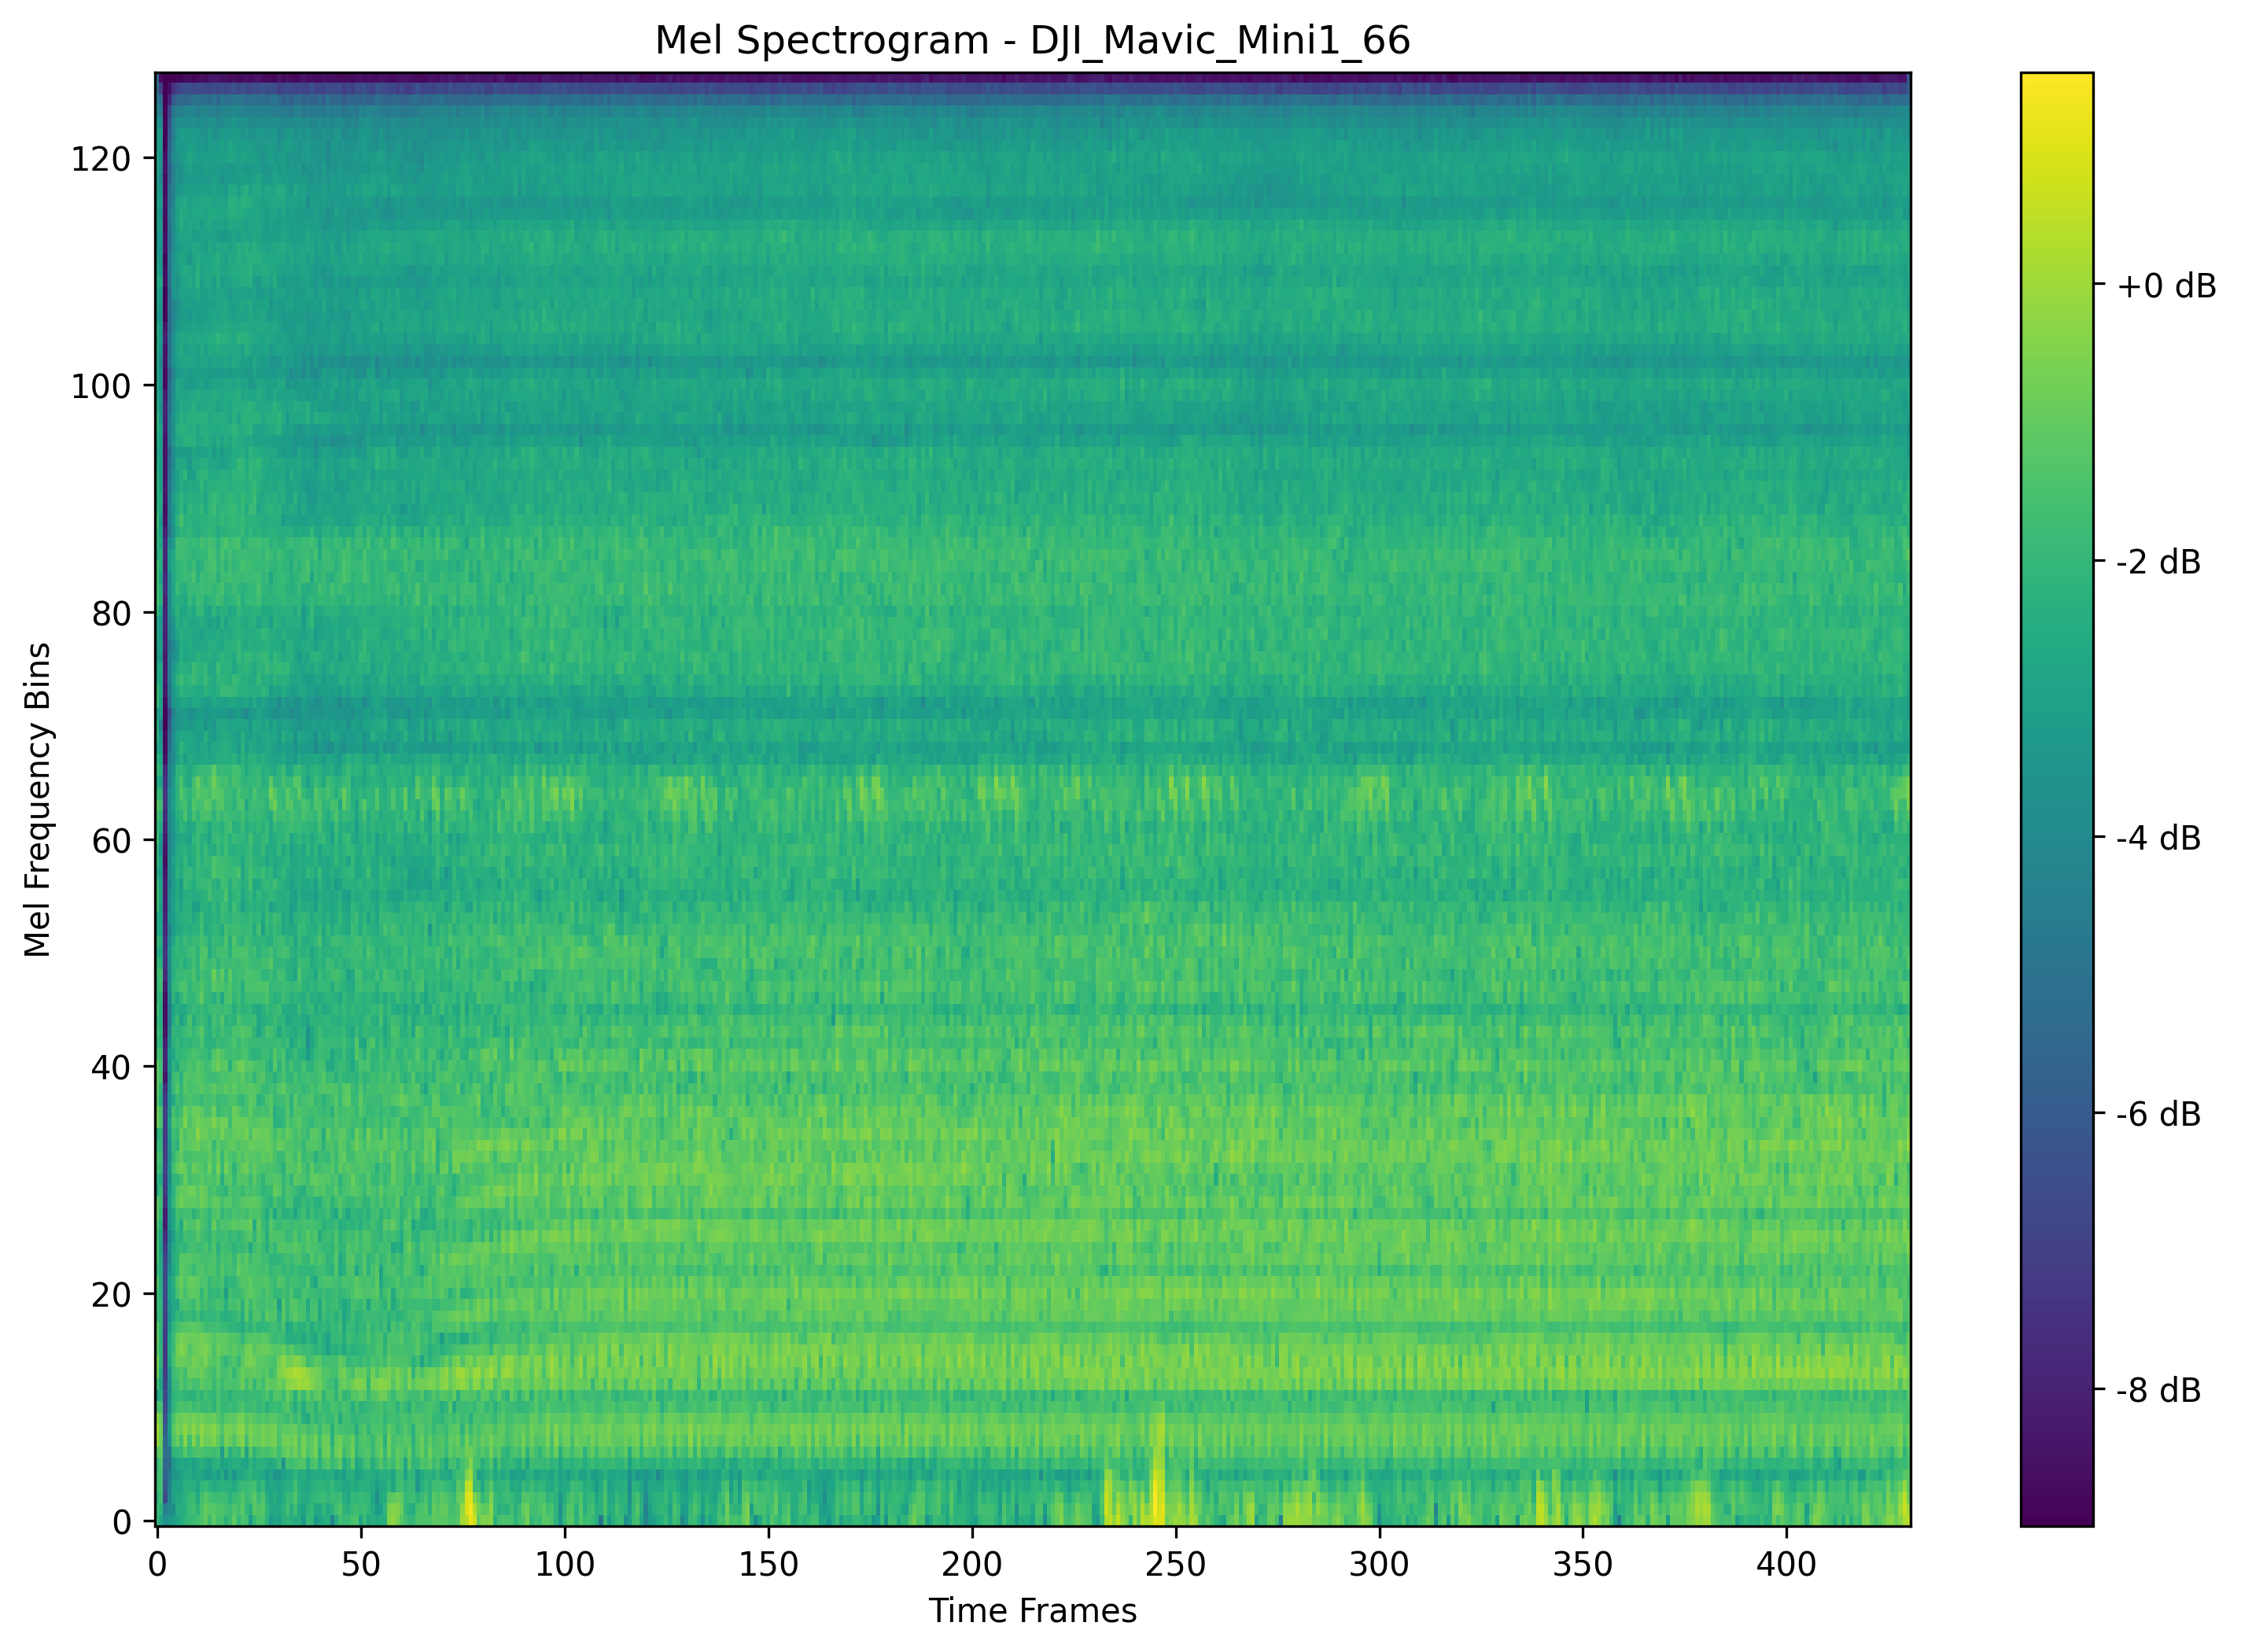 Mel Spectrogram - DJI_Mavic_Mini1_66
Mel Frequency Bins
120
100
80
60
40
20
0
0 50 100 150 200 250 300 350 400
Time Frames
+0 dB
-2 dB
-4 dB
-6 dB
-8 dB